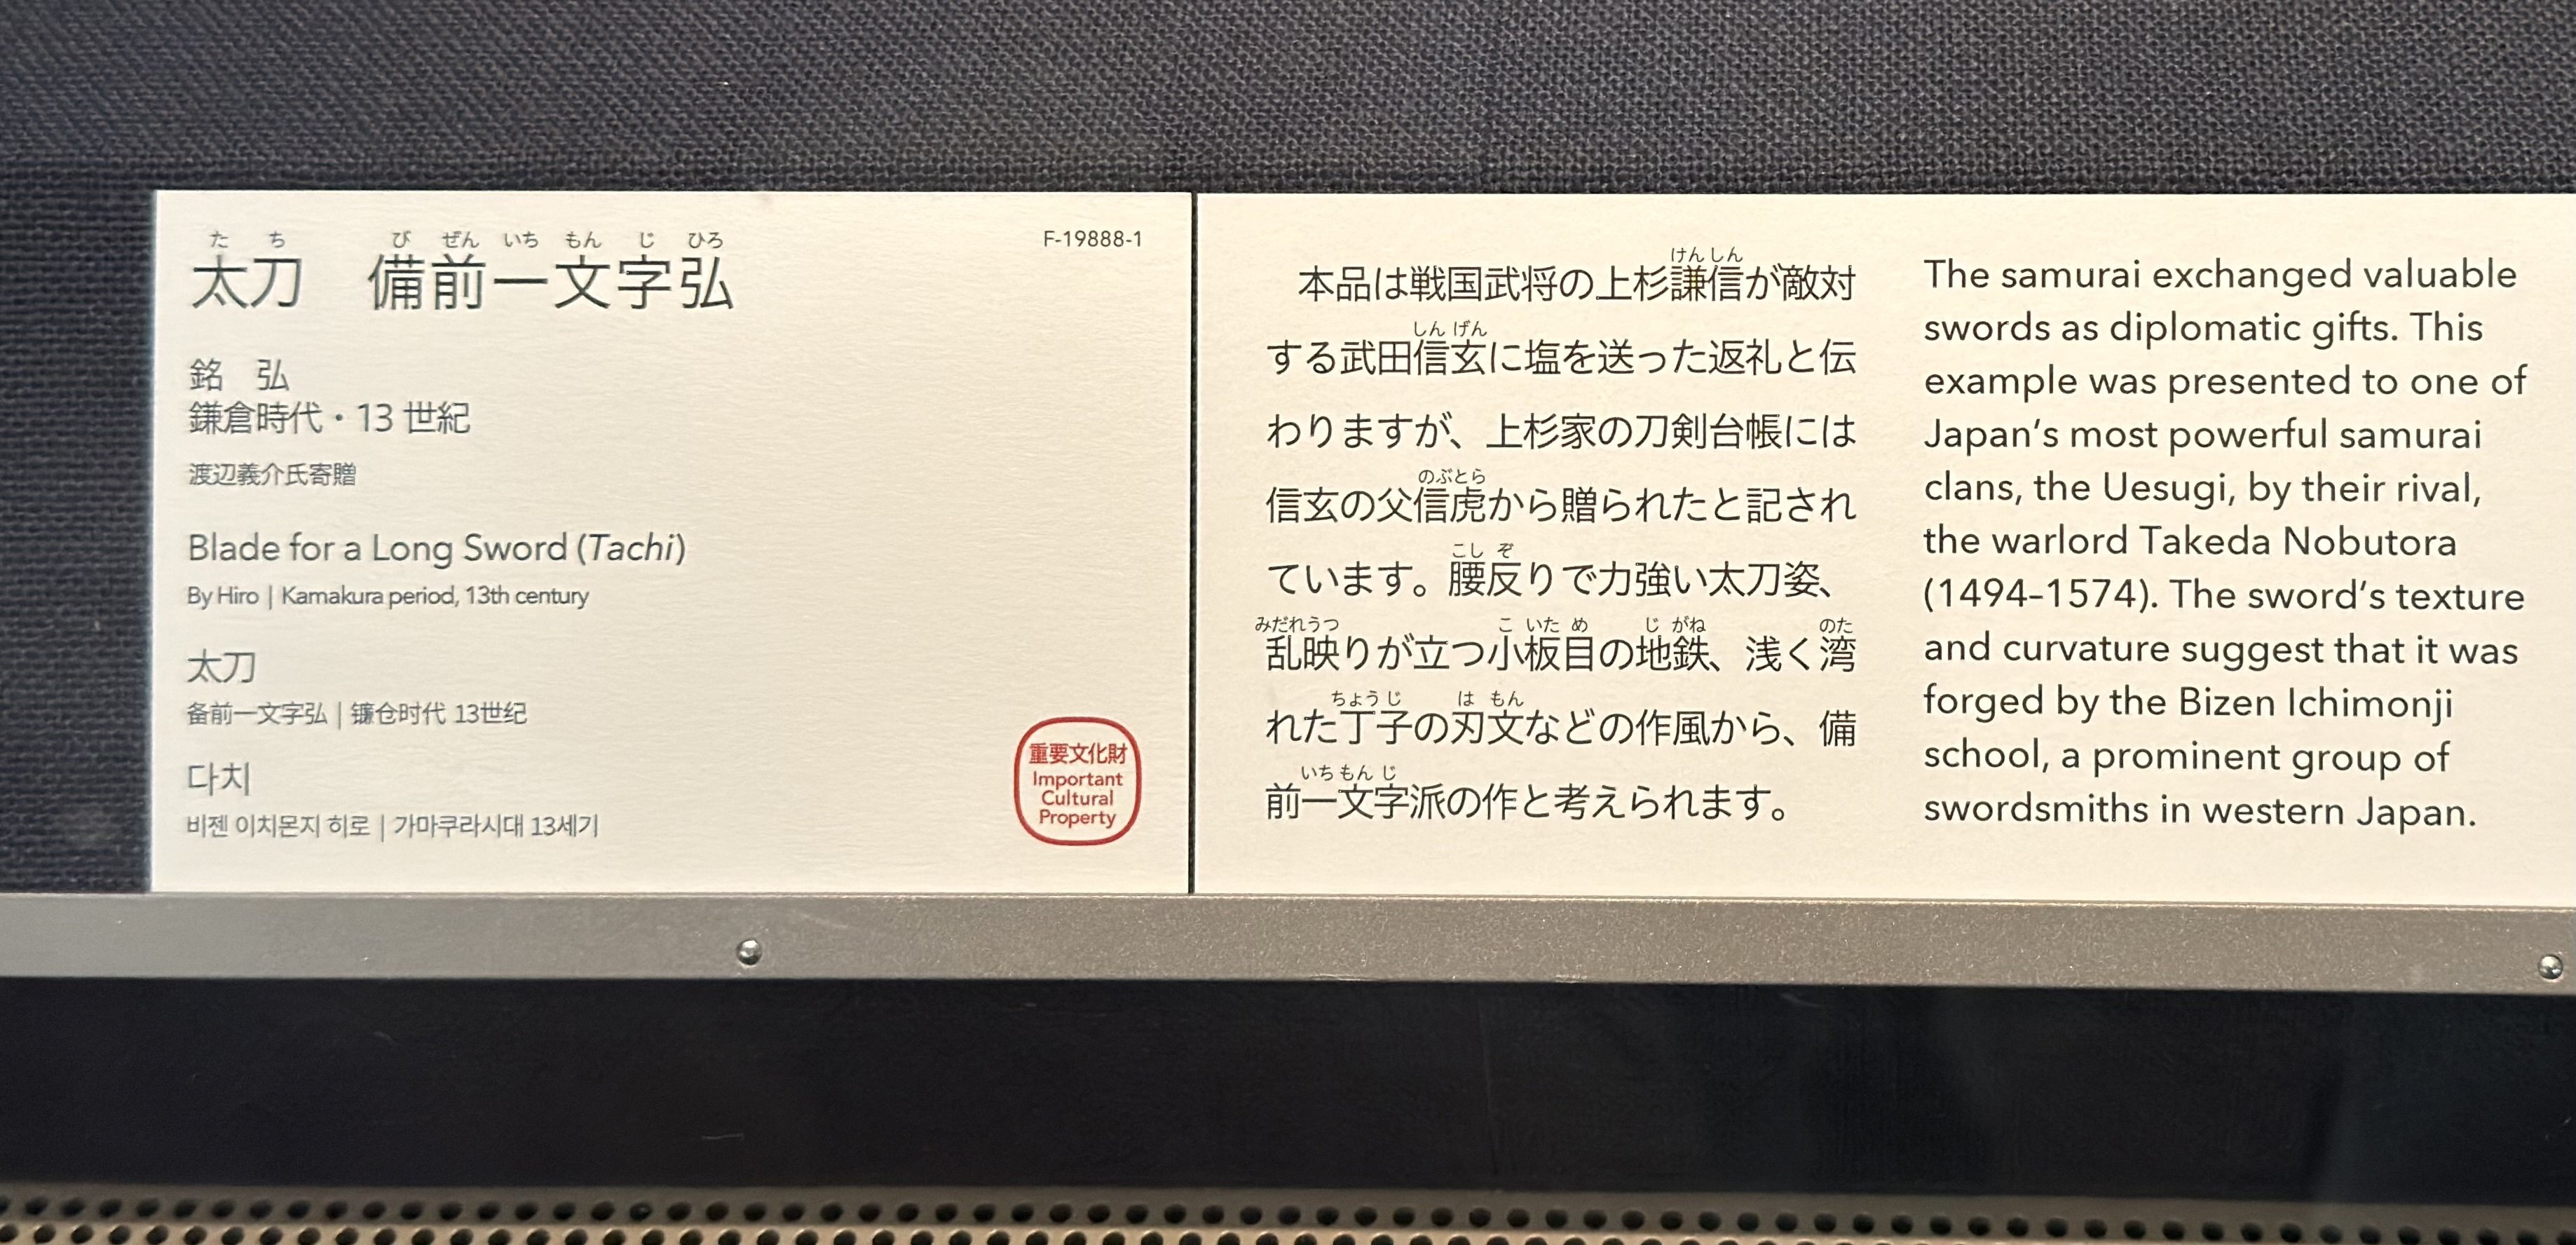 た ち び ぜん いち もん じ ひろ
太刀 備前一文字弘
F-19888-1
銘 弘
鎌倉時代・13 世紀
渡辺義介氏寄贈
Blade for a Long Sword (Tachi)
By Hiro | Kamakura period, 13th century
太刀
备前一文字弘 | 镰仓时代 13世纪
다치
비젠 이치몬지 히로 | 가마쿠라시대 13세기
重要文化財
Important
Cultural
Property
けん しん
本品は戦国武将の上杉謙信が敵対
しん げん
する武田信玄に塩を送った返礼と伝
わりますが、上杉家の刀剣台帳には
のぶとら
信玄の父信虎から贈られたと記され
こし ぞ
ています。腰反りで力強い太刀姿、
みだれうつ こ いた め じ がね のた
乱映りが立つ小板目の地鉄、浅く湾
ちょう じ は もん
れた丁子の刃文などの作風から、備
いち もん じ
前一文字派の作と考えられます。
The samurai exchanged valuable
swords as diplomatic gifts. This
example was presented to one of
Japan's most powerful samurai
clans, the Uesugi, by their rival,
the warlord Takeda Nobutora
(1494–1574). The sword's texture
and curvature suggest that it was
forged by the Bizen Ichimonji
school, a prominent group of
swordsmiths in western Japan.